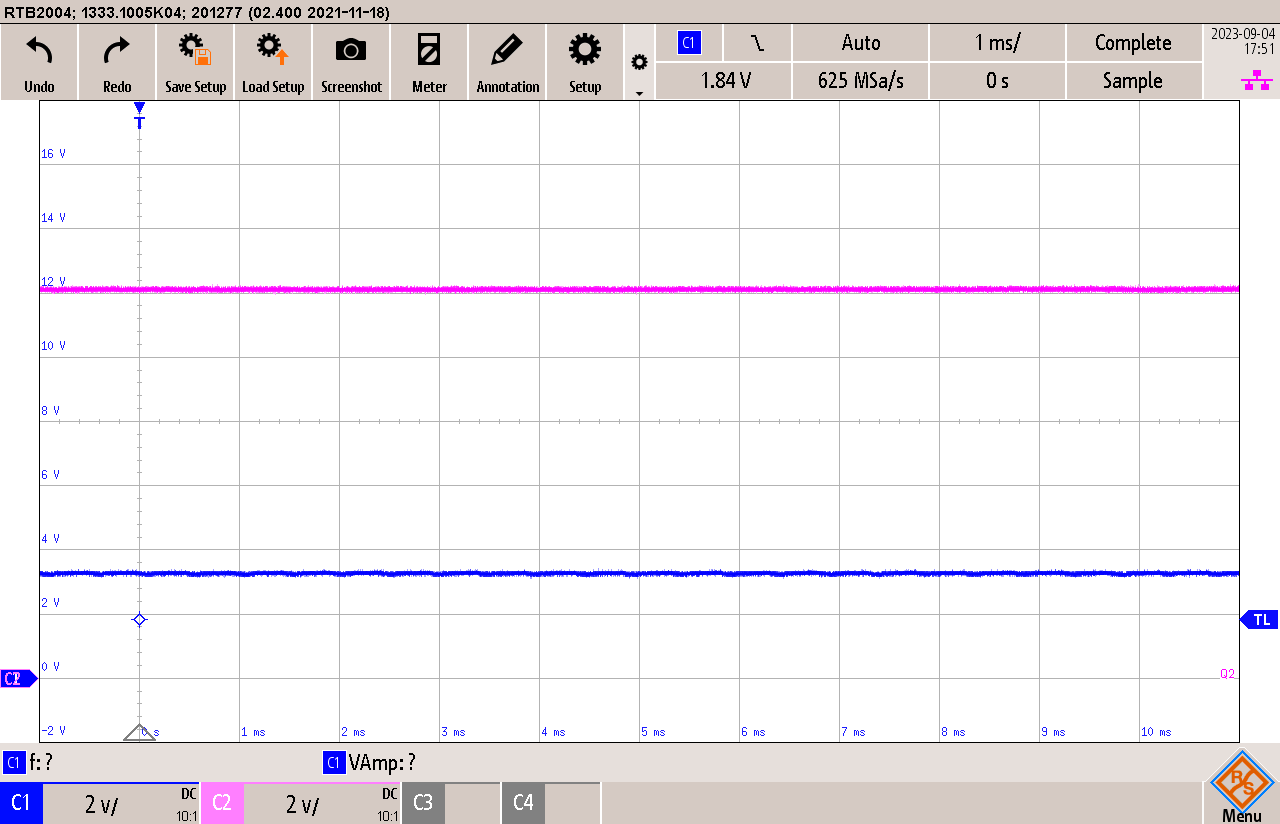 RTB2004; 1333.1005K04; 201277 (02.400 2021-11-18)
Undo
Redo
Save Setup
Load Setup
Screenshot
Meter
Annotation
Setup
C1
Auto
1 ms/
Complete
2023-09-04
17:51
1.84 V
625 MSa/s
0 s
Sample
T
16 V
14 V
12 V
10 V
8 V
6 V
4 V
2 V
TL
0 V
C2
Q2
-2 V
0 s
1 ms
2 ms
3 ms
4 ms
5 ms
6 ms
7 ms
8 ms
9 ms
10 ms
C1 f: ?
C1 VAmp: ?
C1
2 V/
DC
10:1
C2
2 V/
DC
10:1
C3
C4
R S
Menu